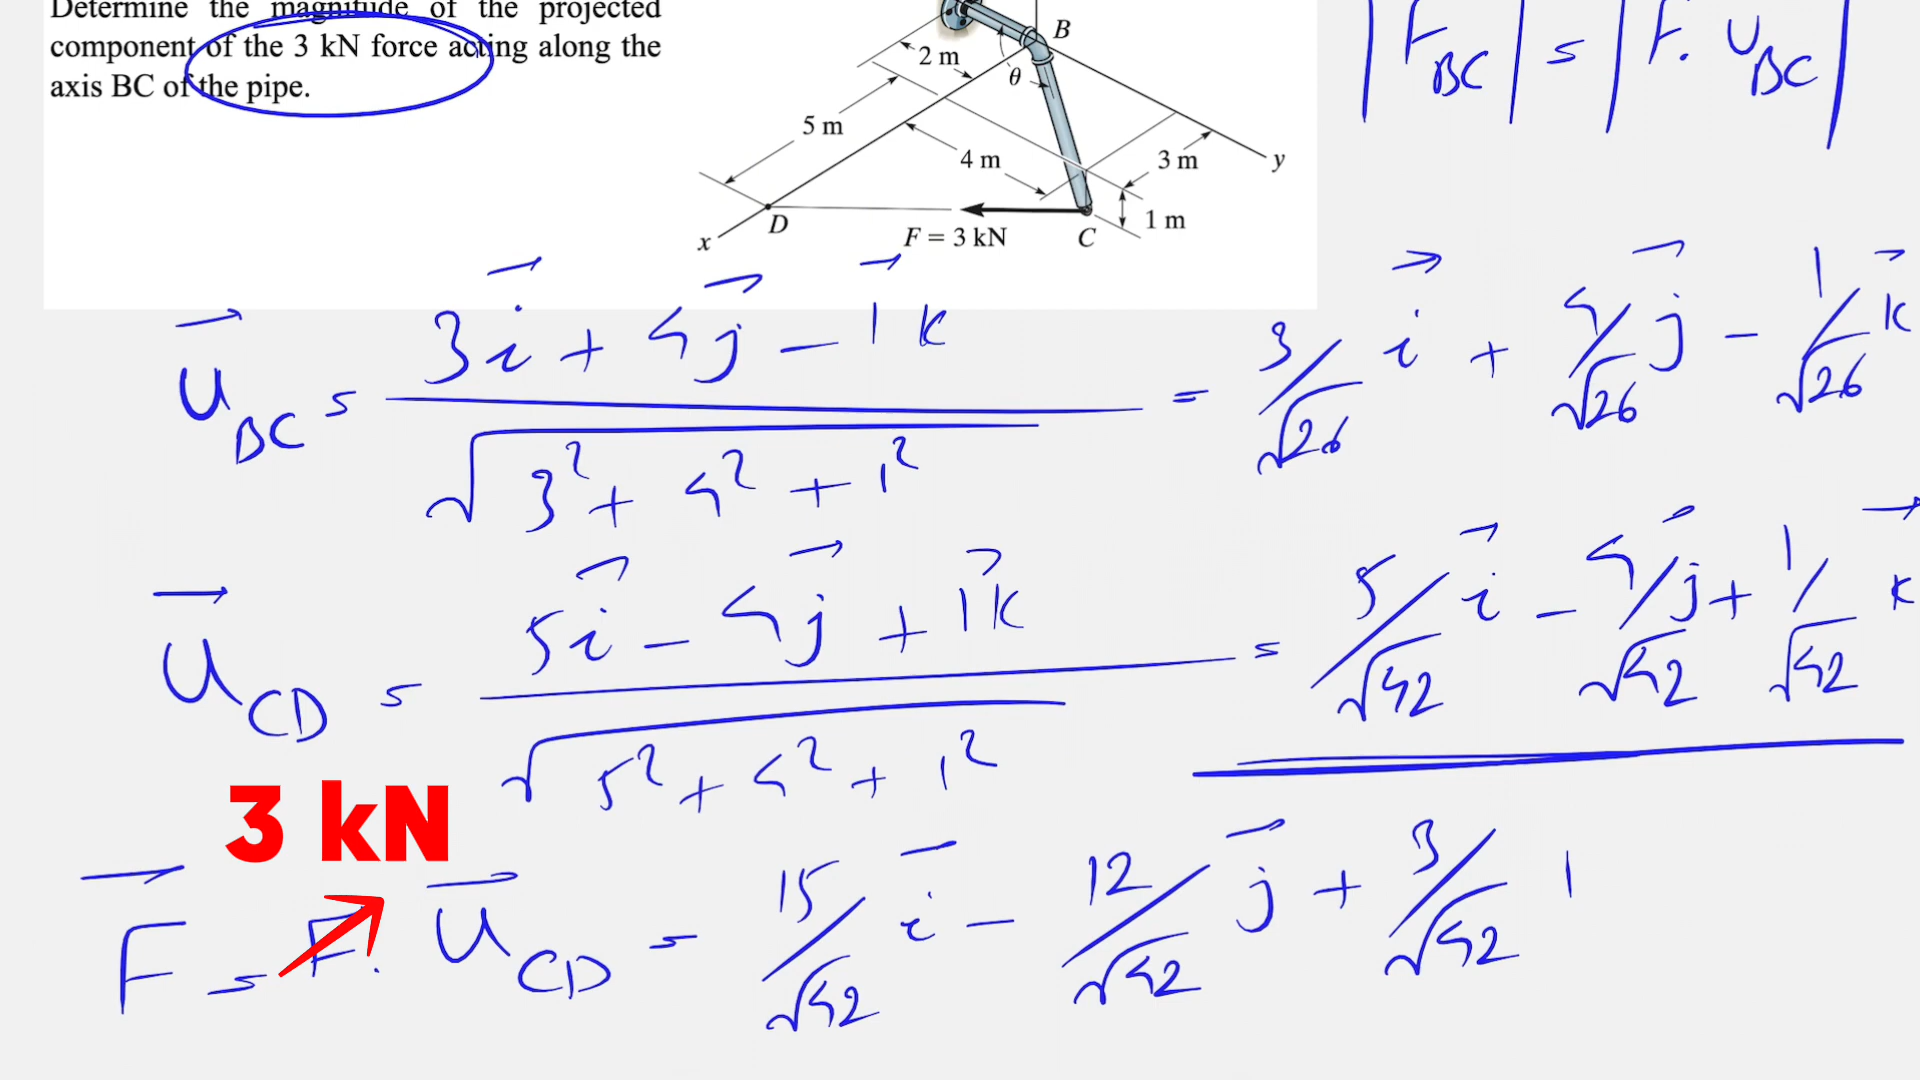 Determine the magnitude of the projected
component of the 3 kN force acting along the
axis BC of the pipe.
B
2 m
θ
5 m
4 m
3 m
y
D
x
F = 3 kN
C
1 m
|F_BC| = |F. U_BC|
u_BC = (3i + 4j − 1k) / √(3² + 4² + 1²) = 3/√26 i + 4/√26 j − 1/√26 k
u_CD = (5i − 4j + 1k) / √(5² + 4² + 1²) = 5/√42 i − 4/√42 j + 1/√42 k
3 kN
F = F. u_CD = 15/√42 i − 12/√42 j + 3/√42